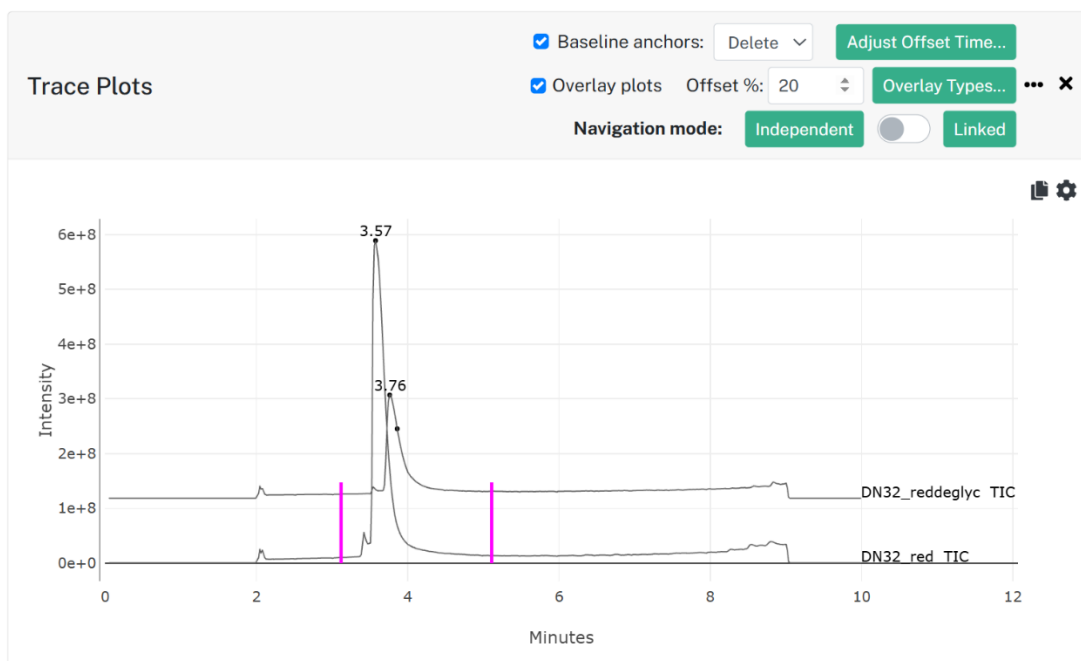 Baseline anchors: Delete Adjust Offset Time...
Trace Plots
Overlay plots Offset %: 20 Overlay Types...
Navigation mode: Independent Linked
6e+8
5e+8
4e+8
3e+8
2e+8
1e+8
0e+0
Intensity
3.57
3.76
DN32_reddeglyc TIC
DN32_red TIC
0 2 4 6 8 10 12
Minutes